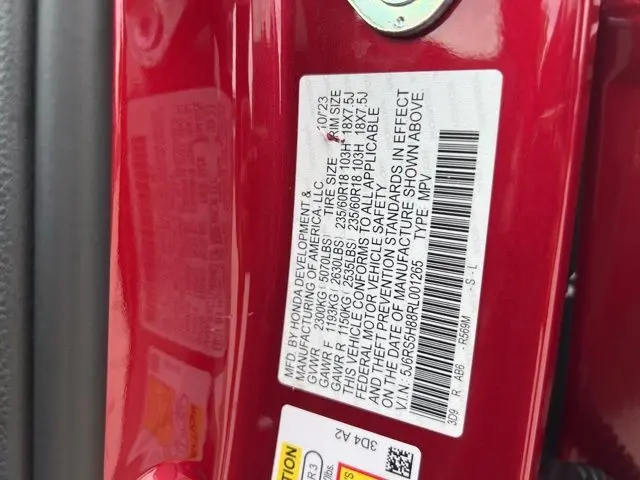 MFD. BY HONDA DEVELOPMENT & 10/23
MANUFACTURING OF AMERICA, LLC.
GVWR 2300KG(5070LBS) TIRE SIZE RIM SIZE
GAWR F 1193KG(2630LBS) 235/60R18 103H 18X7.5J
GAWR R 1150KG(2535LBS) 235/60R18 103H 18X7.5J
THIS VEHICLE CONFORMS TO ALL APPLICABLE
FEDERAL MOTOR VEHICLE SAFETY
AND THEFT PREVENTION STANDARDS IN EFFECT
ON THE DATE OF MANUFACTURE SHOWN ABOVE.
V.I.N: 5J6RS5H88RL001265 TYPE: MPV
3D9 R AB6 R569M - S - L
3D4 A2
R3